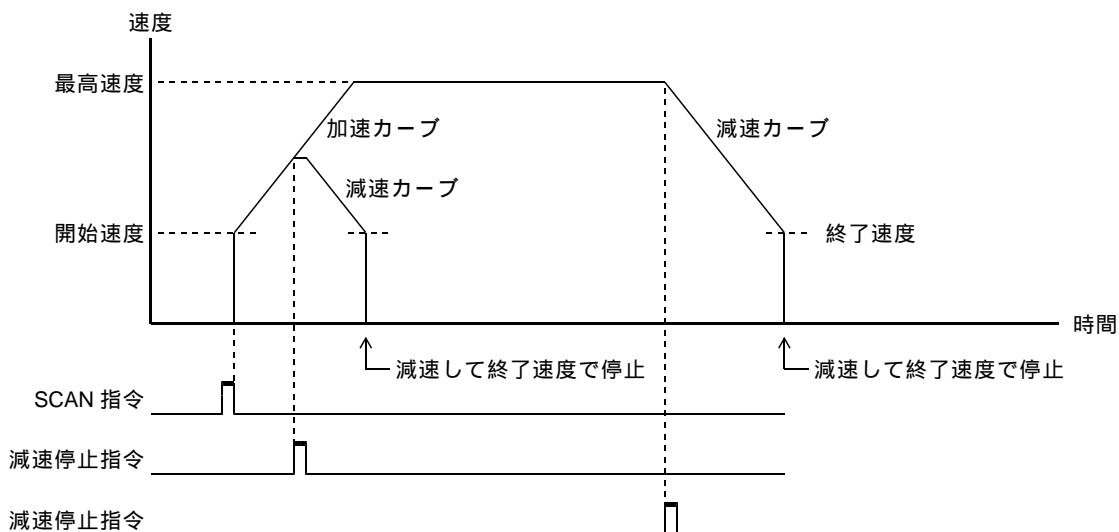 速度
最高速度
加速カーブ
減速カーブ
減速カーブ
開始速度
終了速度
時間
減速して終了速度で停止
減速して終了速度で停止
SCAN 指令
減速停止指令
減速停止指令